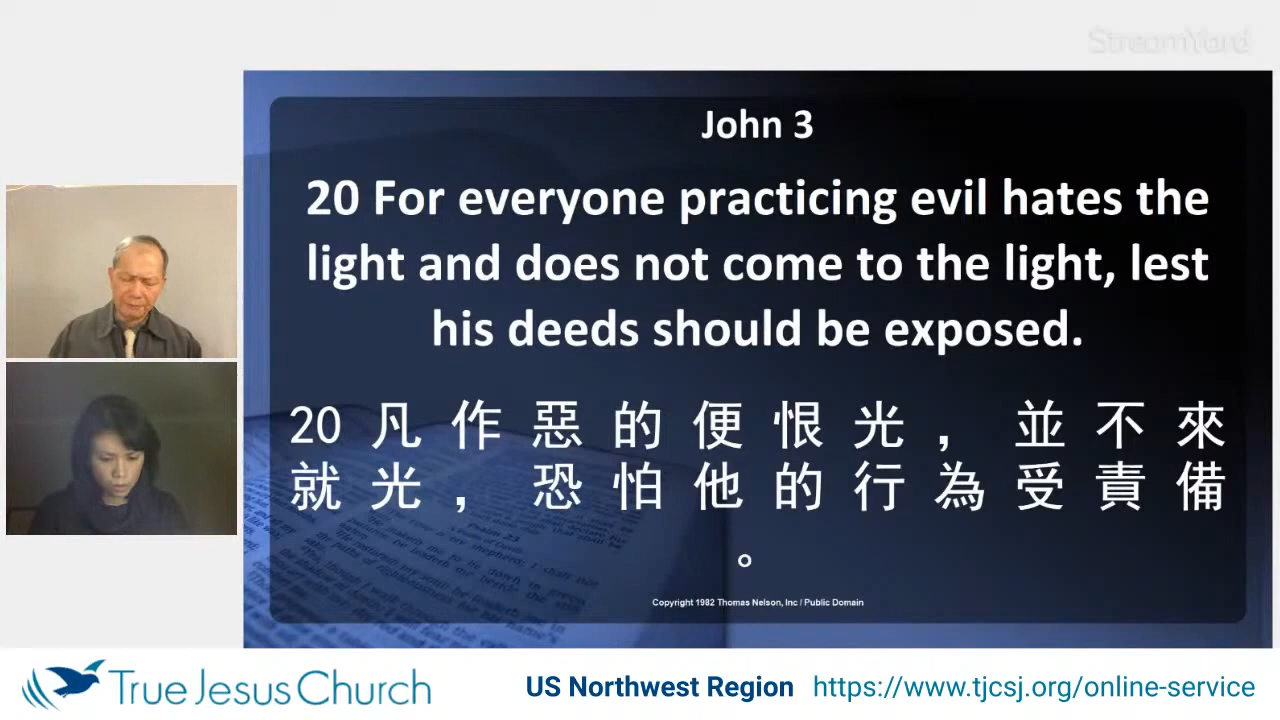 StreamYard
John 3
20 For everyone practicing evil hates the
light and does not come to the light, lest
his deeds should be exposed.
20 凡作惡的便恨光，並不來
就光，恐怕他的行為受責備
。
Psalm 23
Copyright 1982 Thomas Nelson, Inc / Public Domain
True Jesus Church
US Northwest Region https://www.tjcsj.org/online-service